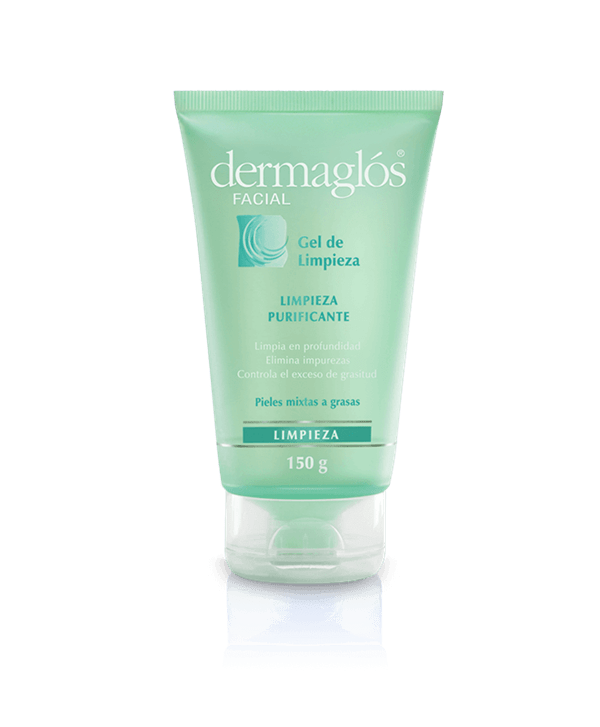 dermaglós®
FACIAL
Gel de
Limpieza
LIMPIEZA
PURIFICANTE
Limpia en profundidad
Elimina impurezas
Controla el exceso de grasitud
Pieles mixtas a grasas
LIMPIEZA
150 g